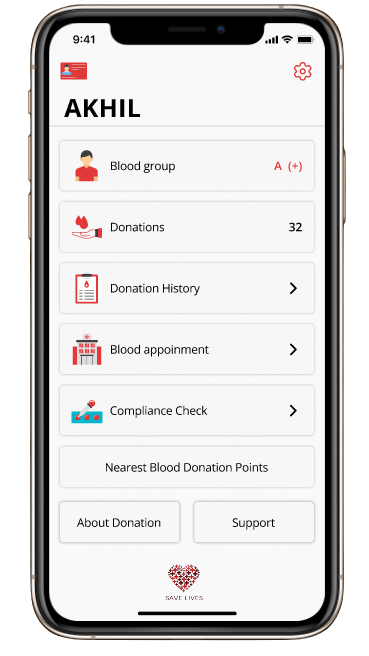 9:41
AKHIL
Blood group A (+)
Donations 32
Donation History
Blood appoinment
Compliance Check
Nearest Blood Donation Points
About Donation Support
SAVE LIVES